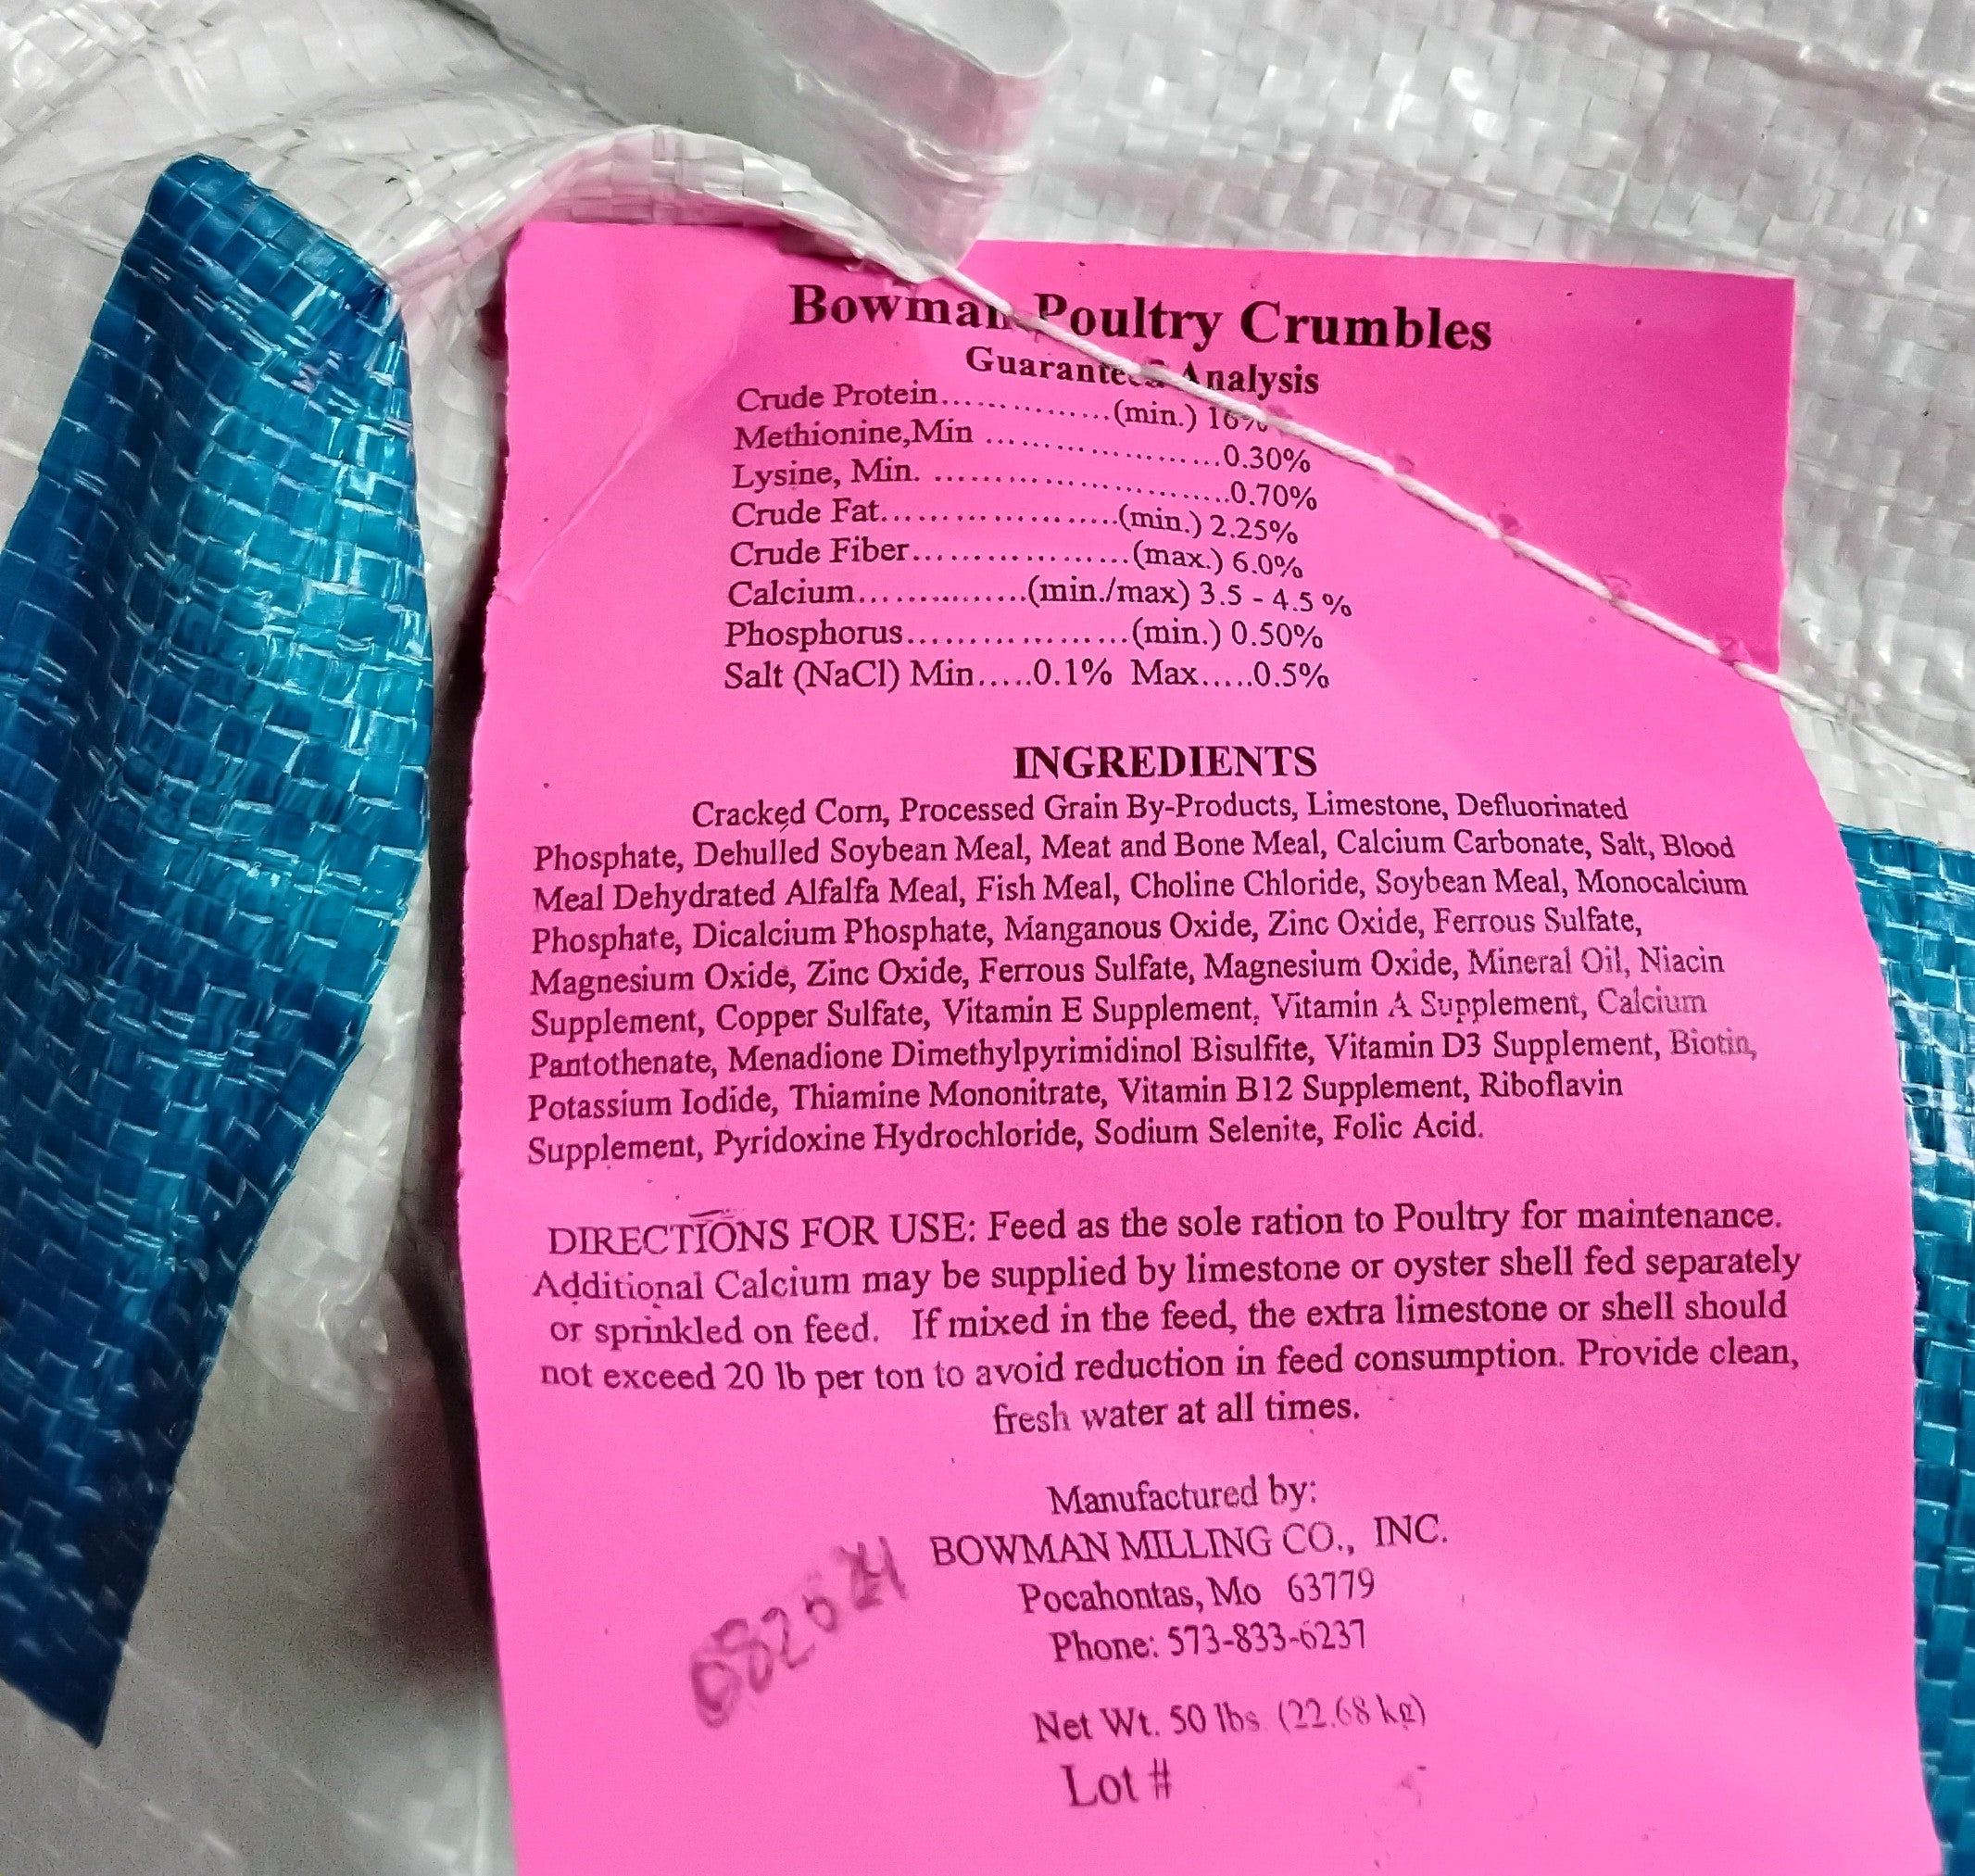 Bowman Poultry Crumbles
Guaranteed Analysis
Crude Protein................(min.) 16%
Methionine,Min ......................0.30%
Lysine, Min. ............................0.70%
Crude Fat.......................(min.) 2.25%
Crude Fiber.....................(max.) 6.0%
Calcium................(min./max) 3.5 - 4.5 %
Phosphorus.....................(min.) 0.50%
Salt (NaCl) Min.....0.1% Max.....0.5%
INGREDIENTS
Cracked Corn, Processed Grain By-Products, Limestone, Defluorinated
Phosphate, Dehulled Soybean Meal, Meat and Bone Meal, Calcium Carbonate, Salt, Blood
Meal Dehydrated Alfalfa Meal, Fish Meal, Choline Chloride, Soybean Meal, Monocalcium
Phosphate, Dicalcium Phosphate, Manganous Oxide, Zinc Oxide, Ferrous Sulfate,
Magnesium Oxide, Zinc Oxide, Ferrous Sulfate, Magnesium Oxide, Mineral Oil, Niacin
Supplement, Copper Sulfate, Vitamin E Supplement, Vitamin A Supplement, Calcium
Pantothenate, Menadione Dimethylpyrimidinol Bisulfite, Vitamin D3 Supplement, Biotin,
Potassium Iodide, Thiamine Mononitrate, Vitamin B12 Supplement, Riboflavin
Supplement, Pyridoxine Hydrochloride, Sodium Selenite, Folic Acid.
DIRECTIONS FOR USE: Feed as the sole ration to Poultry for maintenance.
Additional Calcium may be supplied by limestone or oyster shell fed separately
or sprinkled on feed. If mixed in the feed, the extra limestone or shell should
not exceed 20 lb per ton to avoid reduction in feed consumption. Provide clean,
fresh water at all times.
Manufactured by:
BOWMAN MILLING CO., INC.
Pocahontas, Mo 63779
Phone: 573-833-6237
Net Wt. 50 lbs (22.68 kg)
Lot #